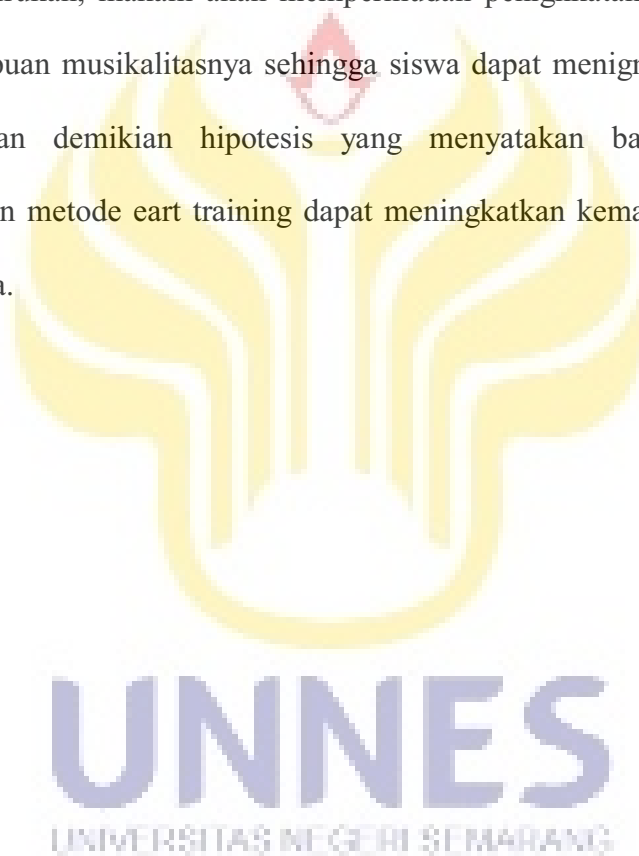 puan musikalitasnya sehingga siswa dapat menigr
an demikian hipotesis yang menyatakan ba
n metode eart training dapat meningkatkan kema
a.
UNNES
UNIVERSITAS NEGERI SEMARANG